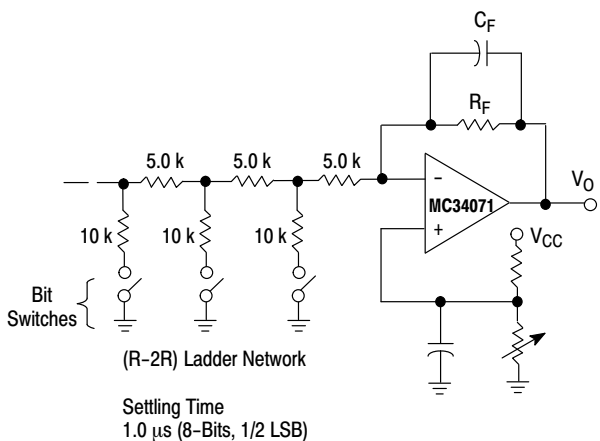 C_F
R_F
5.0 k 5.0 k 5.0 k
− MC34071 +
V_O
10 k 10 k 10 k
V_CC
Bit
Switches
(R−2R) Ladder Network
Settling Time
1.0 μs (8−Bits, 1/2 LSB)